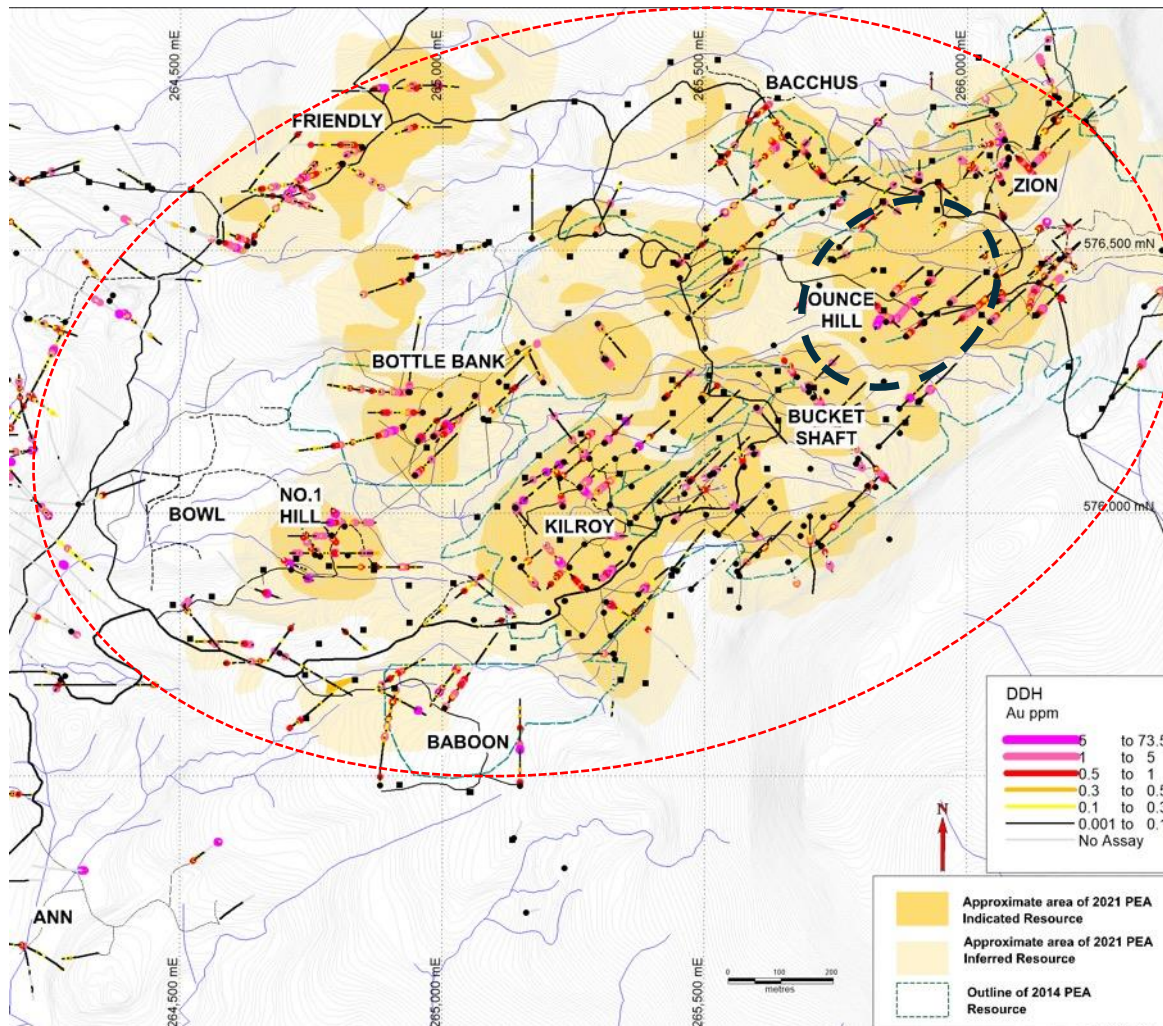 264,500 mE
265,000 mE
265,500 mE
266,000 mE
BACCHUS
FRIENDLY
ZION
576,500 mN
OUNCE
HILL
BOTTLE BANK
BUCKET
SHAFT
NO.1
HILL
BOWL
KILROY
576,000 mN
BABOON
ANN
DDH
Au ppm
5 to 73.5
1 to 5
0.5 to 1
0.3 to 0.5
0.1 to 0.3
0.001 to 0.1
No Assay
N
Approximate area of 2021 PEA
Indicated Resource
Approximate area of 2021 PEA
Inferred Resource
Outline of 2014 PEA
Resource
0 100 200
metres
264,500 mE
265,000 mE
265,500 mE
266,000 mE